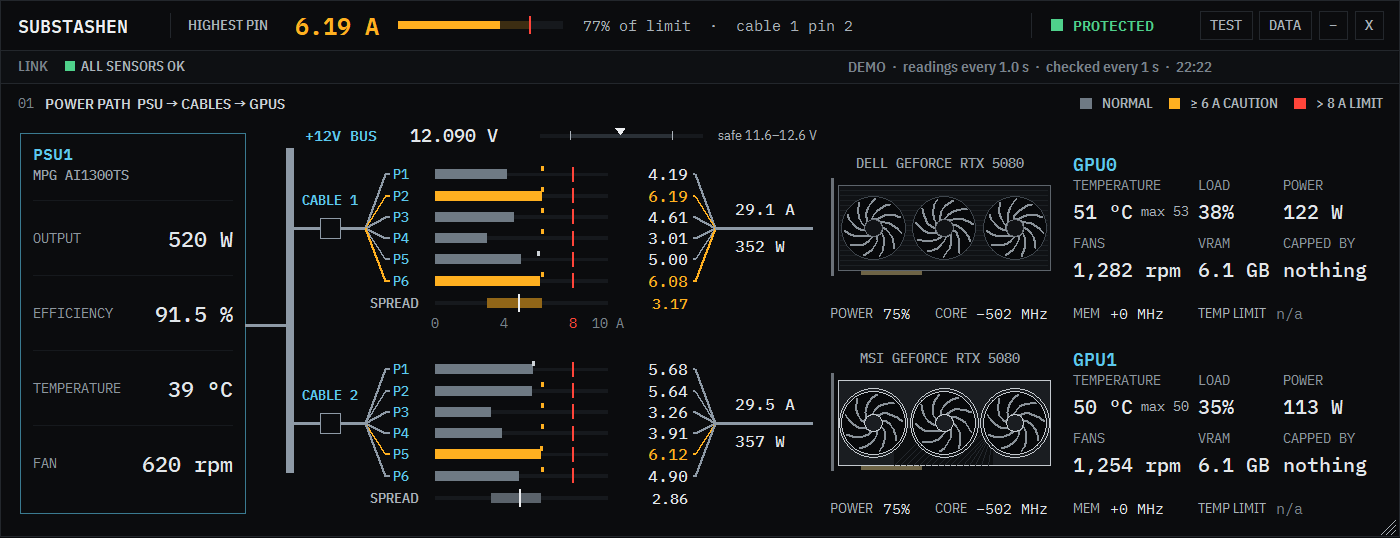 SUBSTASHEN HIGHEST PIN 6.19 A 77% of limit · cable 1 pin 2 PROTECTED TEST DATA − X
LINK ALL SENSORS OK DEMO · readings every 1.0 s · checked every 1 s · 22:22
01 POWER PATH PSU → CABLES → GPUS NORMAL ≥ 6 A CAUTION > 8 A LIMIT
PSU1
MPG AI1300TS
OUTPUT 520 W
EFFICIENCY 91.5 %
TEMPERATURE 39 °C
FAN 620 rpm
+12V BUS 12.090 V safe 11.6–12.6 V
CABLE 1
P1 4.19
P2 6.19
P3 4.61
P4 3.01
P5 5.00
P6 6.08
SPREAD 3.17
0 4 8 10 A
29.1 A
352 W
CABLE 2
P1 5.68
P2 5.64
P3 3.26
P4 3.91
P5 6.12
P6 4.90
SPREAD 2.86
29.5 A
357 W
DELL GEFORCE RTX 5080
GPU0
TEMPERATURE LOAD POWER
51 °C max 53 38% 122 W
FANS VRAM CAPPED BY
1,282 rpm 6.1 GB nothing
POWER 75% CORE −502 MHz MEM +0 MHz TEMP LIMIT n/a
MSI GEFORCE RTX 5080
GPU1
TEMPERATURE LOAD POWER
50 °C max 50 35% 113 W
FANS VRAM CAPPED BY
1,254 rpm 6.1 GB nothing
POWER 75% CORE −502 MHz MEM +0 MHz TEMP LIMIT n/a